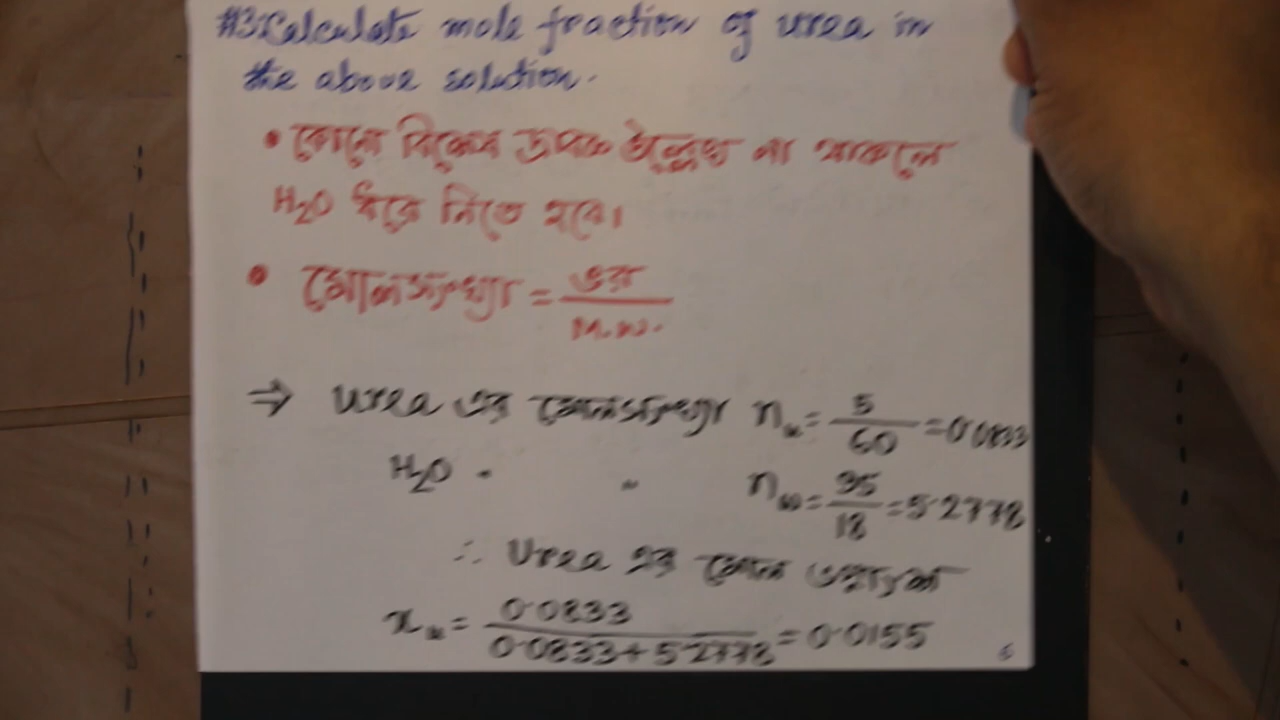 #3: Calculate mole fraction of urea in
the above solution.
• কোনো বিশেষ দ্রাবক উল্লেখ না থাকলে
H₂O ধরে নিতে হবে।
• মোলসংখ্যা = ভর / M.W.
⇒ Urea এর মোলসংখ্যা nᵤ = 5/60 = 0.0833
H₂O " " n_w = 95/18 = 5.2778
∴ Urea এর মোল ভগ্নাংশ
xᵤ = 0.0833 / 0.0833 + 5.2778 = 0.0155
6